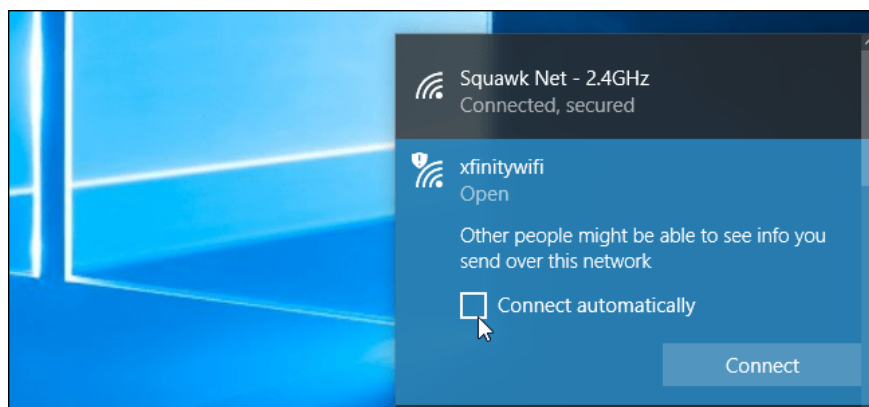 Squawk Net - 2.4GHz
Connected, secured
xfinitywifi
Open
Other people might be able to see info you
send over this network
Connect automatically
Connect